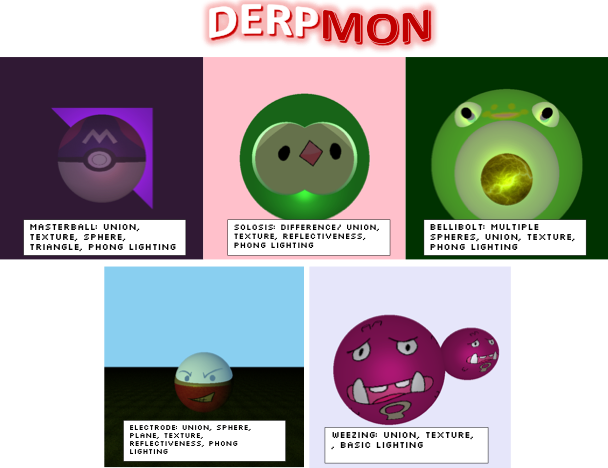 DERPMON
MASTERBALL: UNION,
TEXTURE, SPHERE,
TRIANGLE, PHONG LIGHTING
SOLOSIS: DIFFERENCE/ UNION,
TEXTURE, REFLECTIVENESS,
PHONG LIGHTING
BELLIBOLT: MULTIPLE
SPHERES, UNION, TEXTURE,
PHONG LIGHTING
ELECTRODE: UNION, SPHERE,
PLANE, TEXTURE,
REFLECTIVENESS, PHONG
LIGHTING
WEEZING: UNION, TEXTURE,
, BASIC LIGHTING